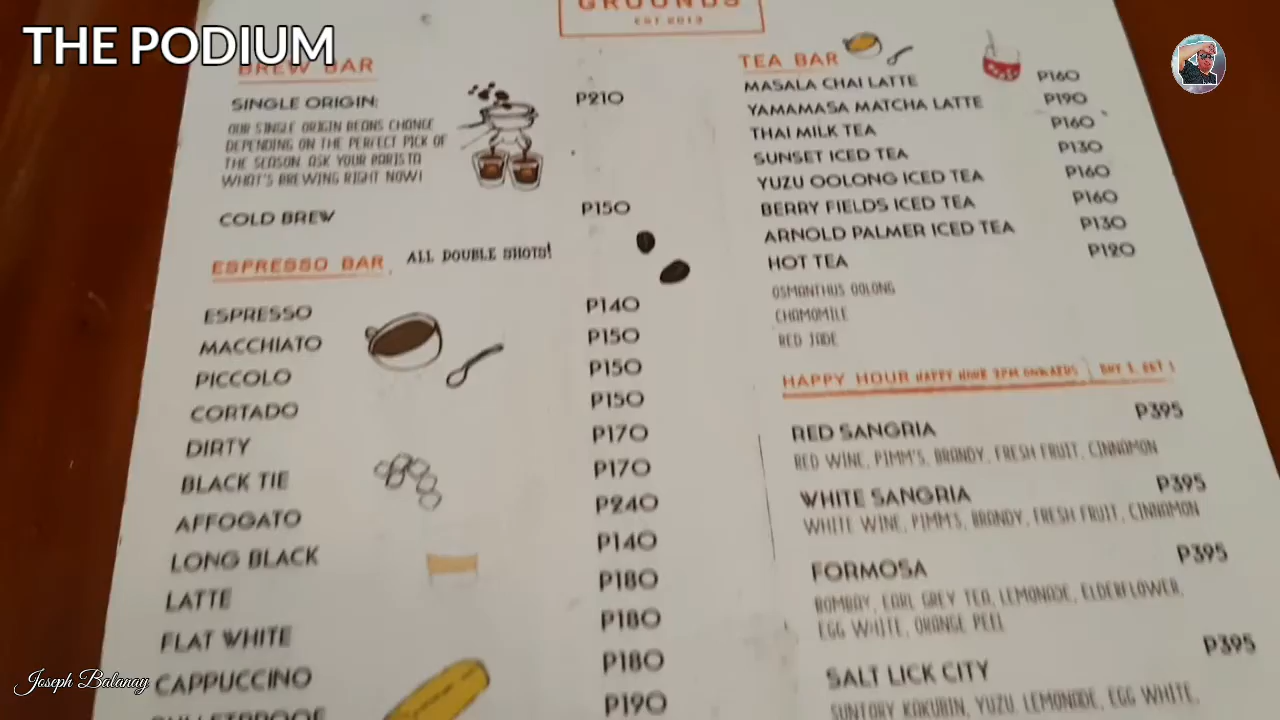 THE PODIUM
GROUNDS
EST 2013
BREW BAR
SINGLE ORIGIN: P210
OUR SINGLE ORIGIN BEANS CHANGE
DEPENDING ON THE PERFECT PICK OF
THE SEASON. ASK YOUR BARISTA
WHAT'S BREWING RIGHT NOW!
COLD BREW P150
ESPRESSO BAR ALL DOUBLE SHOTS!
ESPRESSO P140
MACCHIATO P150
PICCOLO P150
CORTADO P150
DIRTY P170
BLACK TIE P170
AFFOGATO P240
LONG BLACK P140
LATTE P180
FLAT WHITE P180
CAPPUCCINO P180
BULLETPROOF P190
TEA BAR
MASALA CHAI LATTE P160
YAMAMASA MATCHA LATTE P190
THAI MILK TEA P160
SUNSET ICED TEA P130
YUZU OOLONG ICED TEA P160
BERRY FIELDS ICED TEA P160
ARNOLD PALMER ICED TEA P130
HOT TEA P120
OSMANTHUS OOLONG
CHAMOMILE
RED JADE
HAPPY HOUR HAPPY HOUR 3PM ONWARDS | BUY 1, GET 1
RED SANGRIA P395
RED WINE, PIMM'S, BRANDY, FRESH FRUIT, CINNAMON
WHITE SANGRIA P395
WHITE WINE, PIMM'S, BRANDY, FRESH FRUIT, CINNAMON
FORMOSA P395
BOMBAY, EARL GREY TEA, LEMONADE, ELDERFLOWER,
EGG WHITE, ORANGE PEEL
SALT LICK CITY P395
SUNTORY KAKUBIN, YUZU, LEMONADE, EGG WHITE,
Joseph Balanay